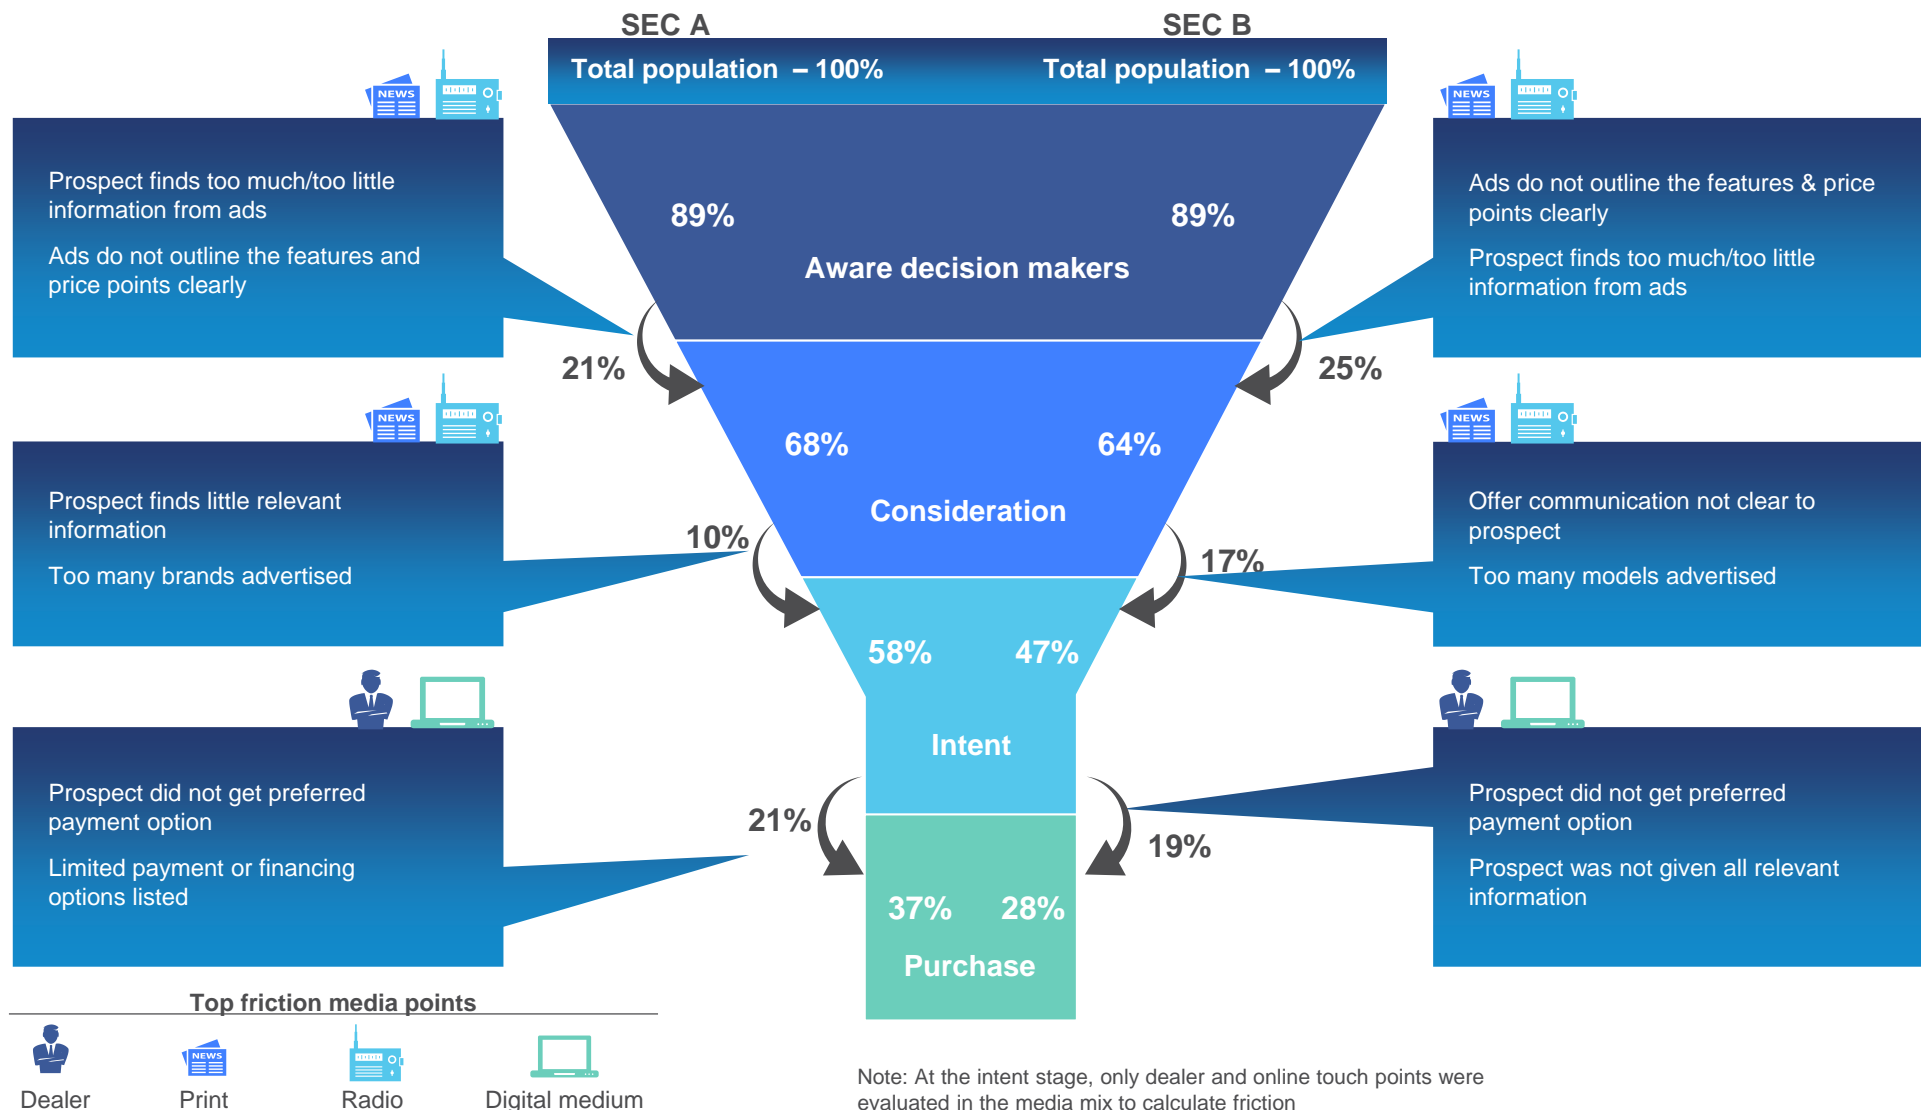 SEC A
SEC B
Total population – 100%
Total population – 100%
NEWS
NEWS
Prospect finds too much/too little
information from ads
Ads do not outline the features and
price points clearly
89%
89%
Aware decision makers
Ads do not outline the features & price
points clearly
Prospect finds too much/too little
information from ads
21%
25%
NEWS
NEWS
Prospect finds little relevant
information
Too many brands advertised
68%
64%
Consideration
10%
17%
Offer communication not clear to
prospect
Too many models advertised
58%
47%
Intent
Prospect did not get preferred
payment option
Limited payment or financing
options listed
21%
19%
Prospect did not get preferred
payment option
Prospect was not given all relevant
information
37%
28%
Purchase
Top friction media points
NEWS
Dealer
Print
Radio
Digital medium
Note: At the intent stage, only dealer and online touch points were
evaluated in the media mix to calculate friction